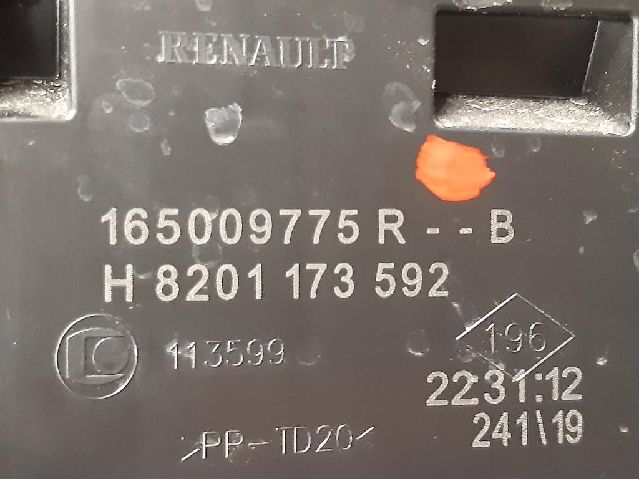 RENAULT
165009775 R - - B
H 8201 173 592
113599
196
2231:12
241\19
>PP-TD20<